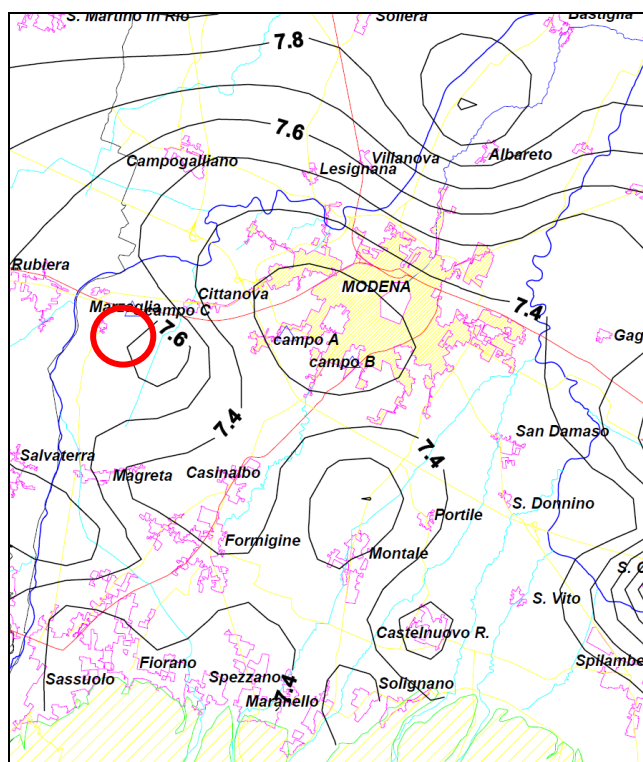 S. Martino in Rio
Soliera
Bastiglia
7.8
7.6
Campogalliano
Lesignana
Villanova
Albareto
Rubiera
Cittanova
MODENA
Marzaglia
campo C
7.6
campo A
campo B
7.4
Gag
7.4
7.4
San Damaso
Salvaterra
Magreta
Casinalbo
Portile
S. Donnino
Formigine
Montale
S. Vito
Castelnuovo R.
Sassuolo
Fiorano
Spezzano
Maranello
7.4
Solignano
Spilambe